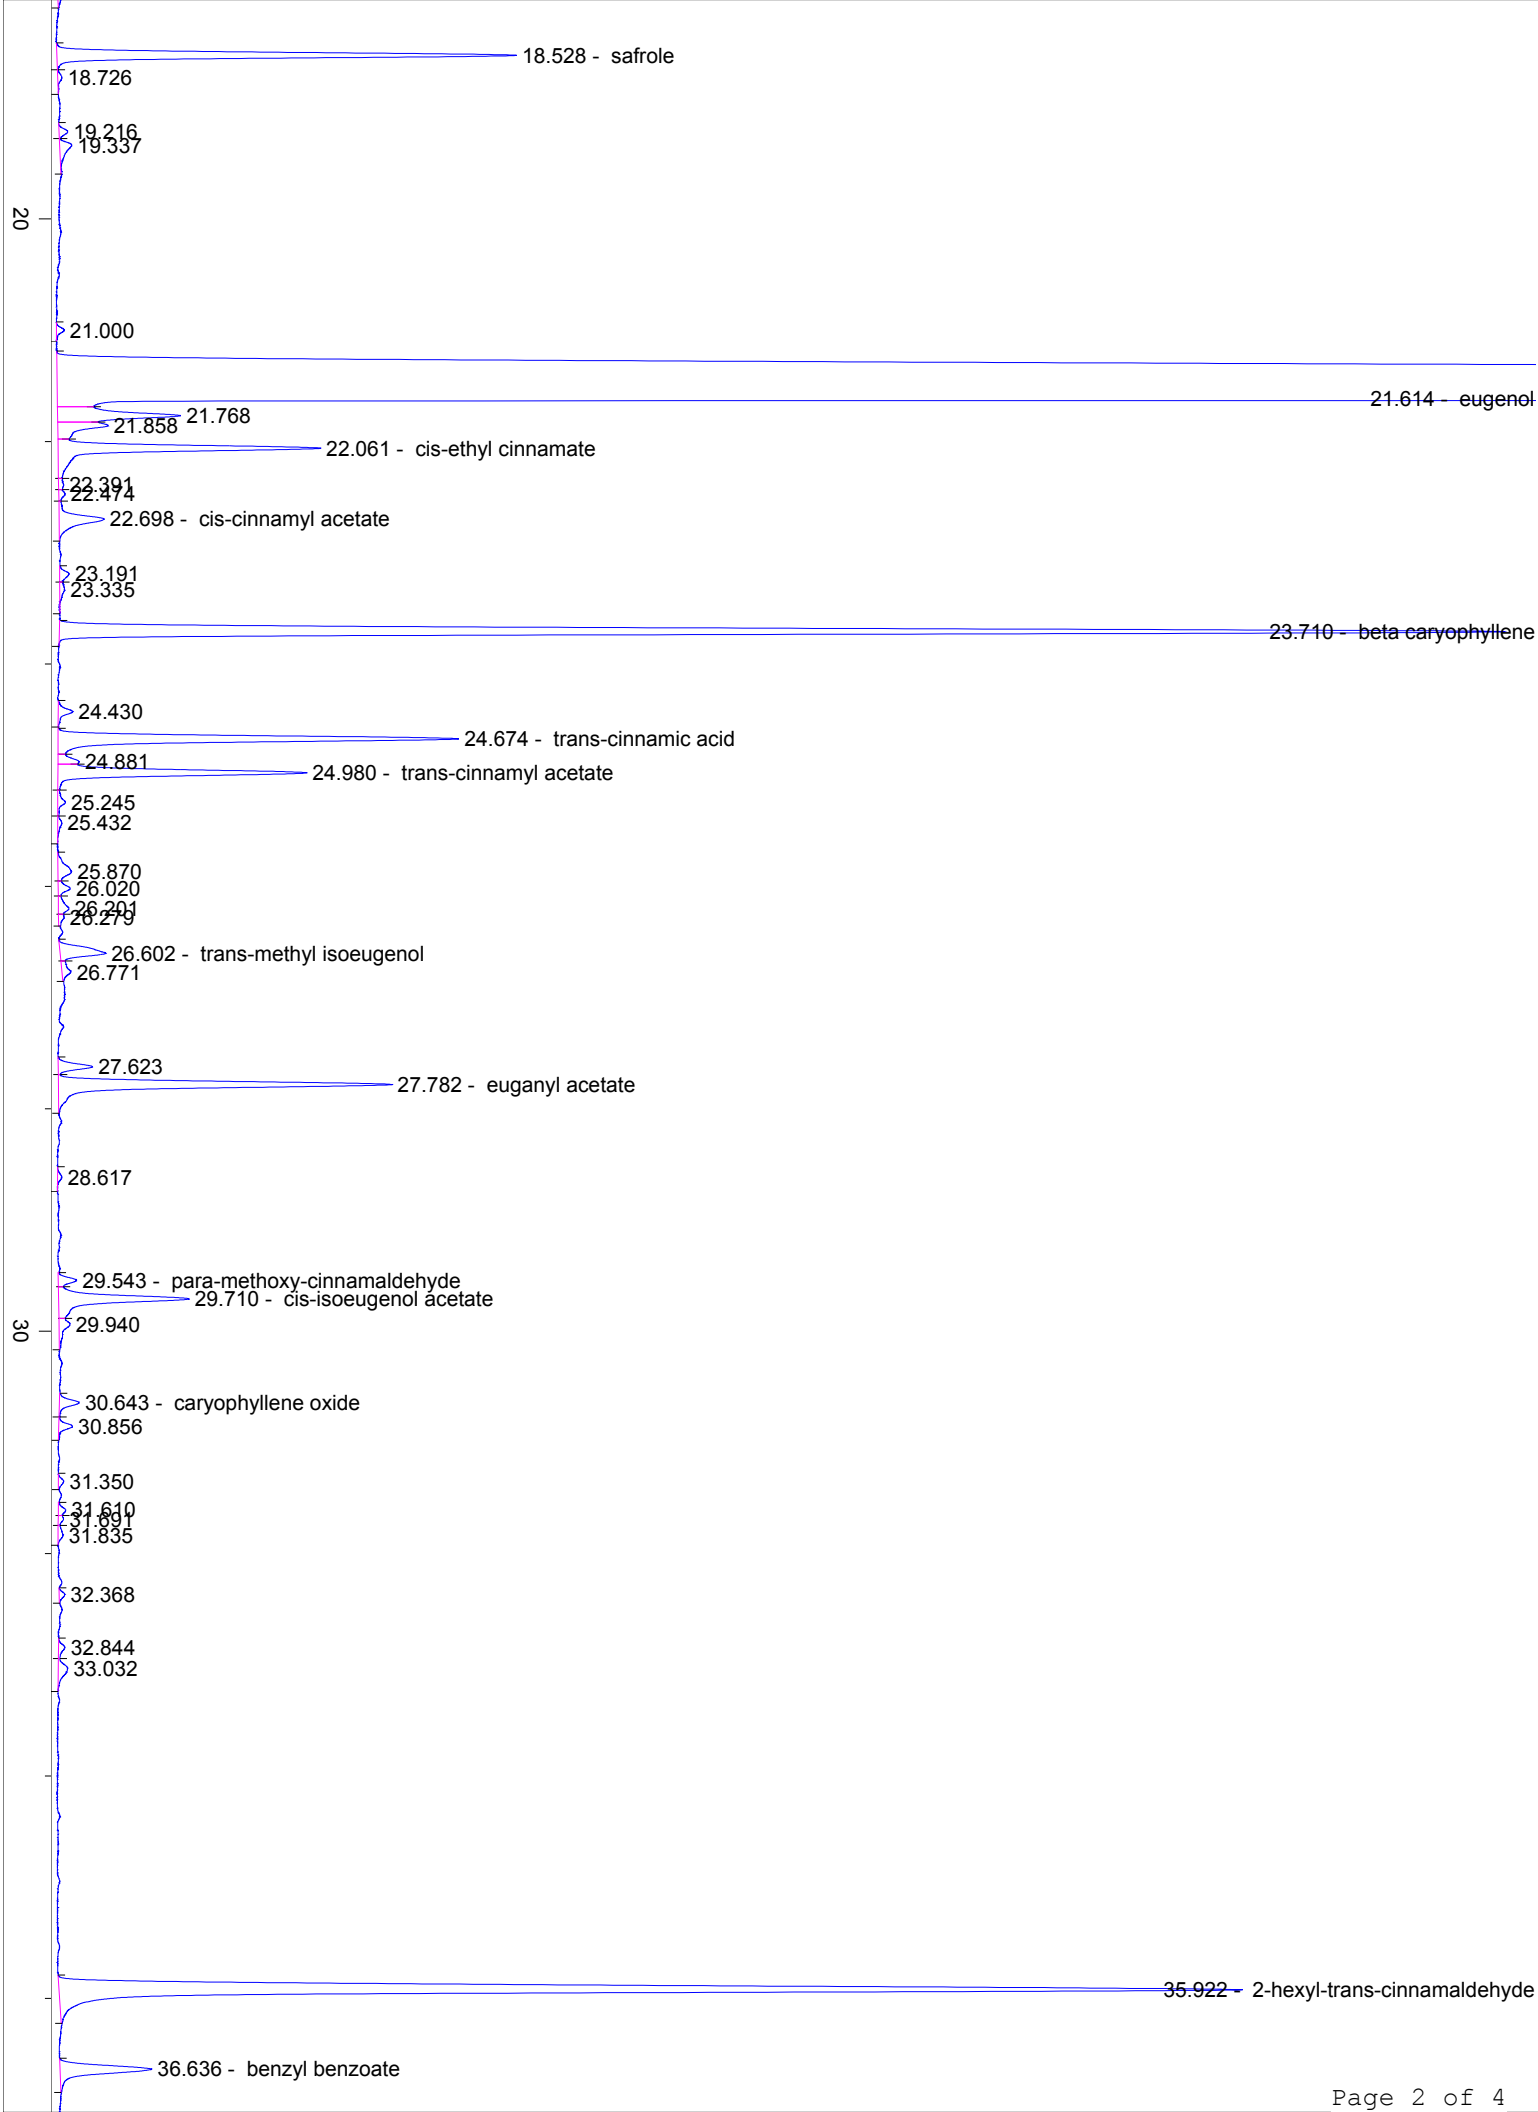 18.528 - safrole
18.726
19.216
19.337
20
21.000
21.614 - eugenol
21.768
21.858
22.061 - cis-ethyl cinnamate
22.391
22.474
22.698 - cis-cinnamyl acetate
23.191
23.335
23.710 - beta caryophyllene
24.430
24.674 - trans-cinnamic acid
24.881
24.980 - trans-cinnamyl acetate
25.245
25.432
25.870
26.020
26.201
26.279
26.602 - trans-methyl isoeugenol
26.771
27.623
27.782 - euganyl acetate
28.617
29.543 - para-methoxy-cinnamaldehyde
29.710 - cis-isoeugenol acetate
29.940
30
30.643 - caryophyllene oxide
30.856
31.350
31.610
31.691
31.835
32.368
32.844
33.032
35.922 - 2-hexyl-trans-cinnamaldehyde
36.636 - benzyl benzoate
Page 2 of 4